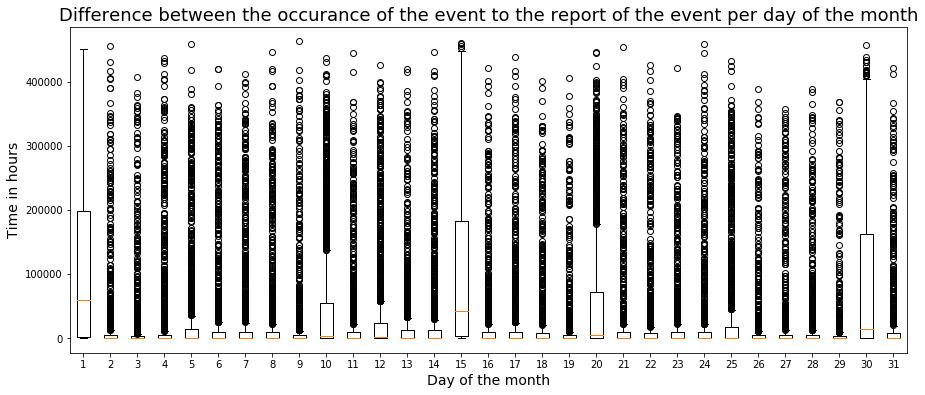 Difference between the occurance of the event to the report of the event per day of the month
Time in hours
400000
300000
200000
100000
0
1 2 3 4 5 6 7 8 9 10 11 12 13 14 15 16 17 18 19 20 21 22 23 24 25 26 27 28 29 30 31
Day of the month